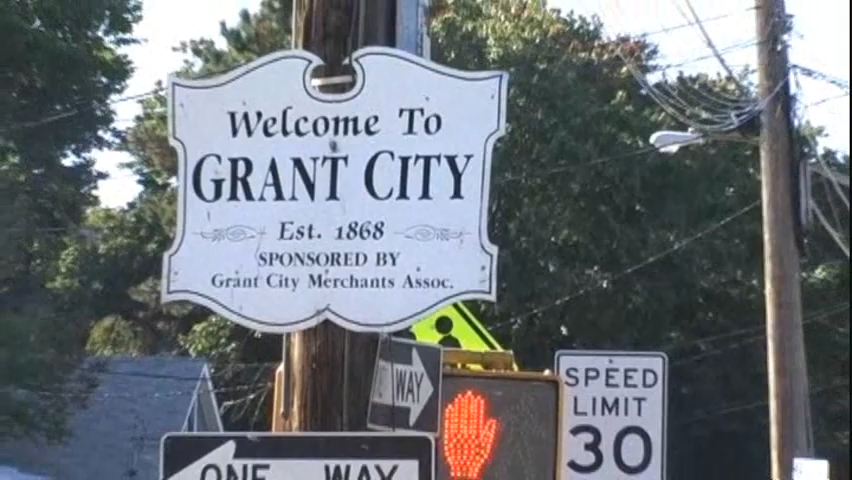 Welcome To
GRANT CITY
Est. 1868
SPONSORED BY
Grant City Merchants Assoc.
WAY
SPEED
LIMIT
30
ONE WAY